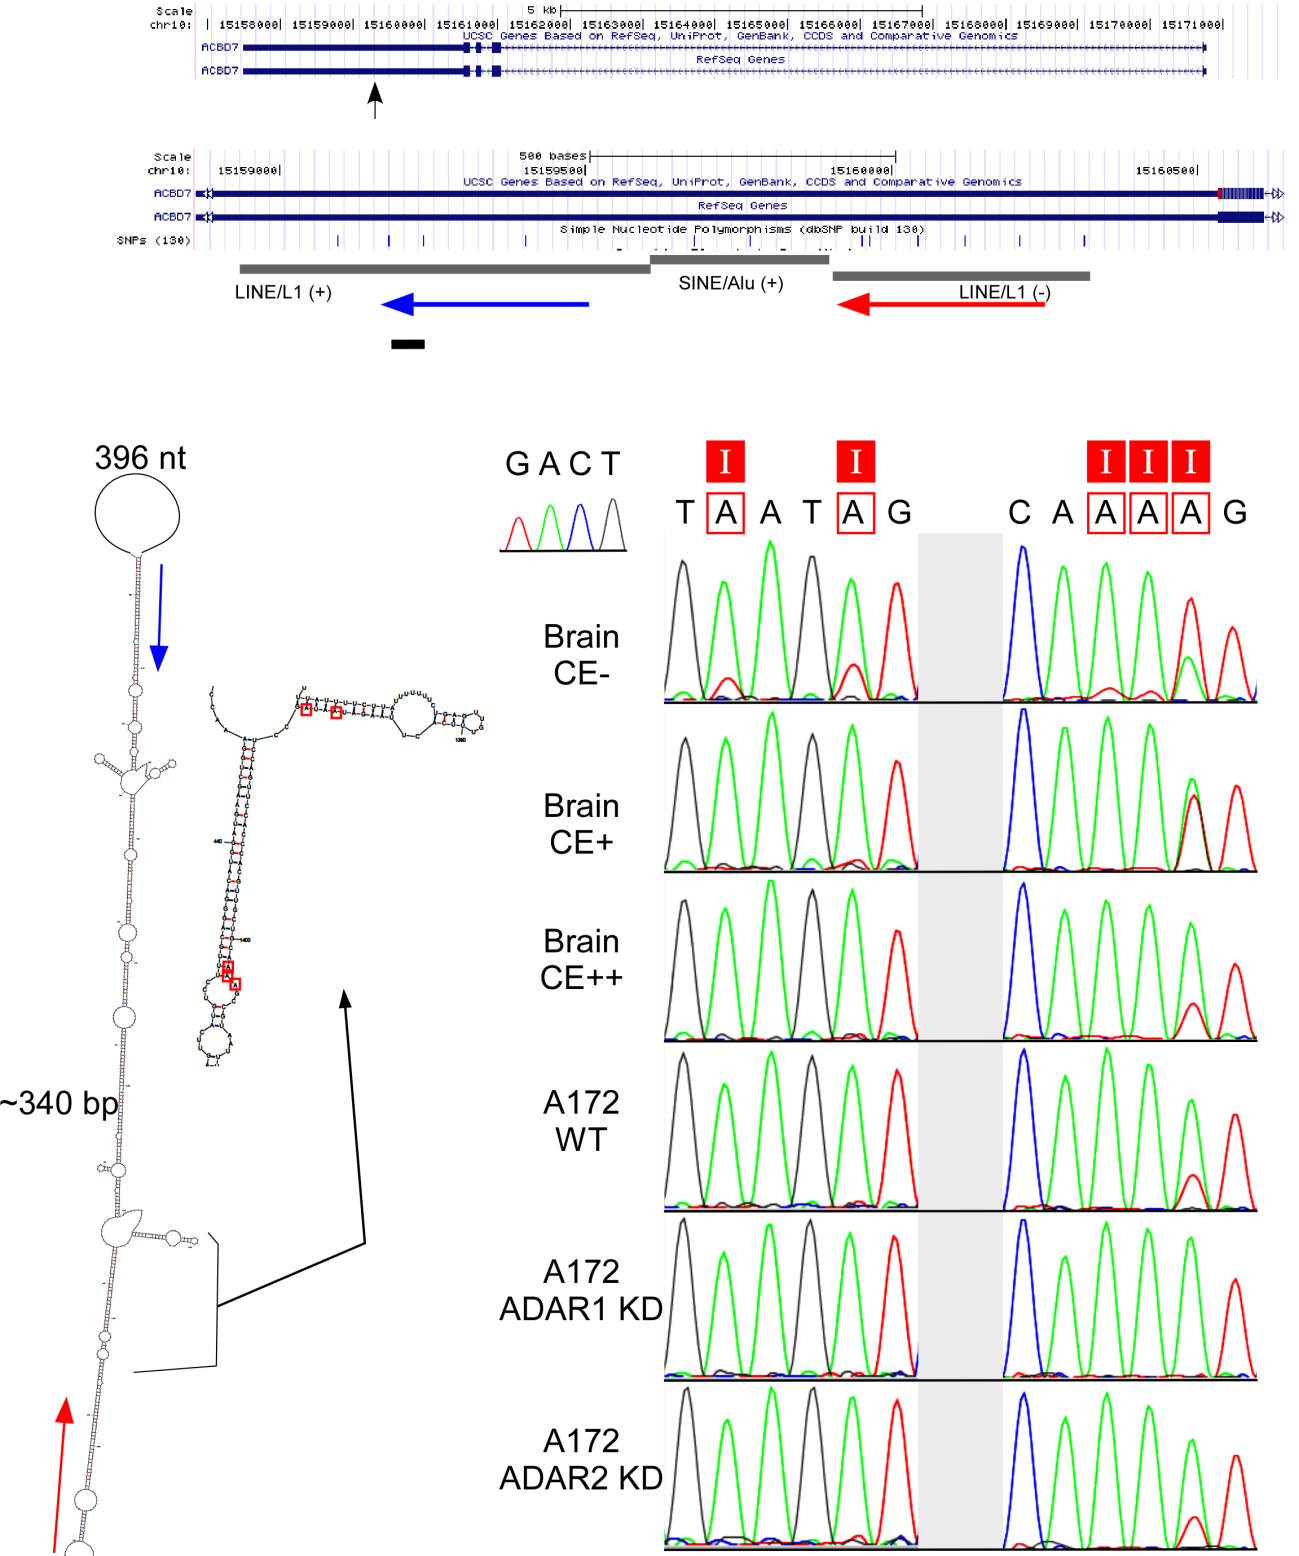 Scale 5 kb
chr10: 15158000 15159000 15160000 15161000 15162000 15163000 15164000 15165000 15166000 15167000 15168000 15169000 15170000 15171000
UCSC Genes Based on RefSeq, UniProt, GenBank, CCDS and Comparative Genomics
ACBD7
RefSeq Genes
ACBD7
Scale 500 bases
chr10: 15159000 15159500 15160000 15160500
UCSC Genes Based on RefSeq, UniProt, GenBank, CCDS and Comparative Genomics
ACBD7
RefSeq Genes
ACBD7
Simple Nucleotide Polymorphisms (dbSNP build 130)
SNPs (130)
LINE/L1 (+)
SINE/Alu (+)
LINE/L1 (-)
396 nt
~340 bp
440
1400
1380
G A C T
I I I I I
T A A T A G C A A A A G
Brain
CE-
Brain
CE+
Brain
CE++
A172
WT
A172
ADAR1 KD
A172
ADAR2 KD